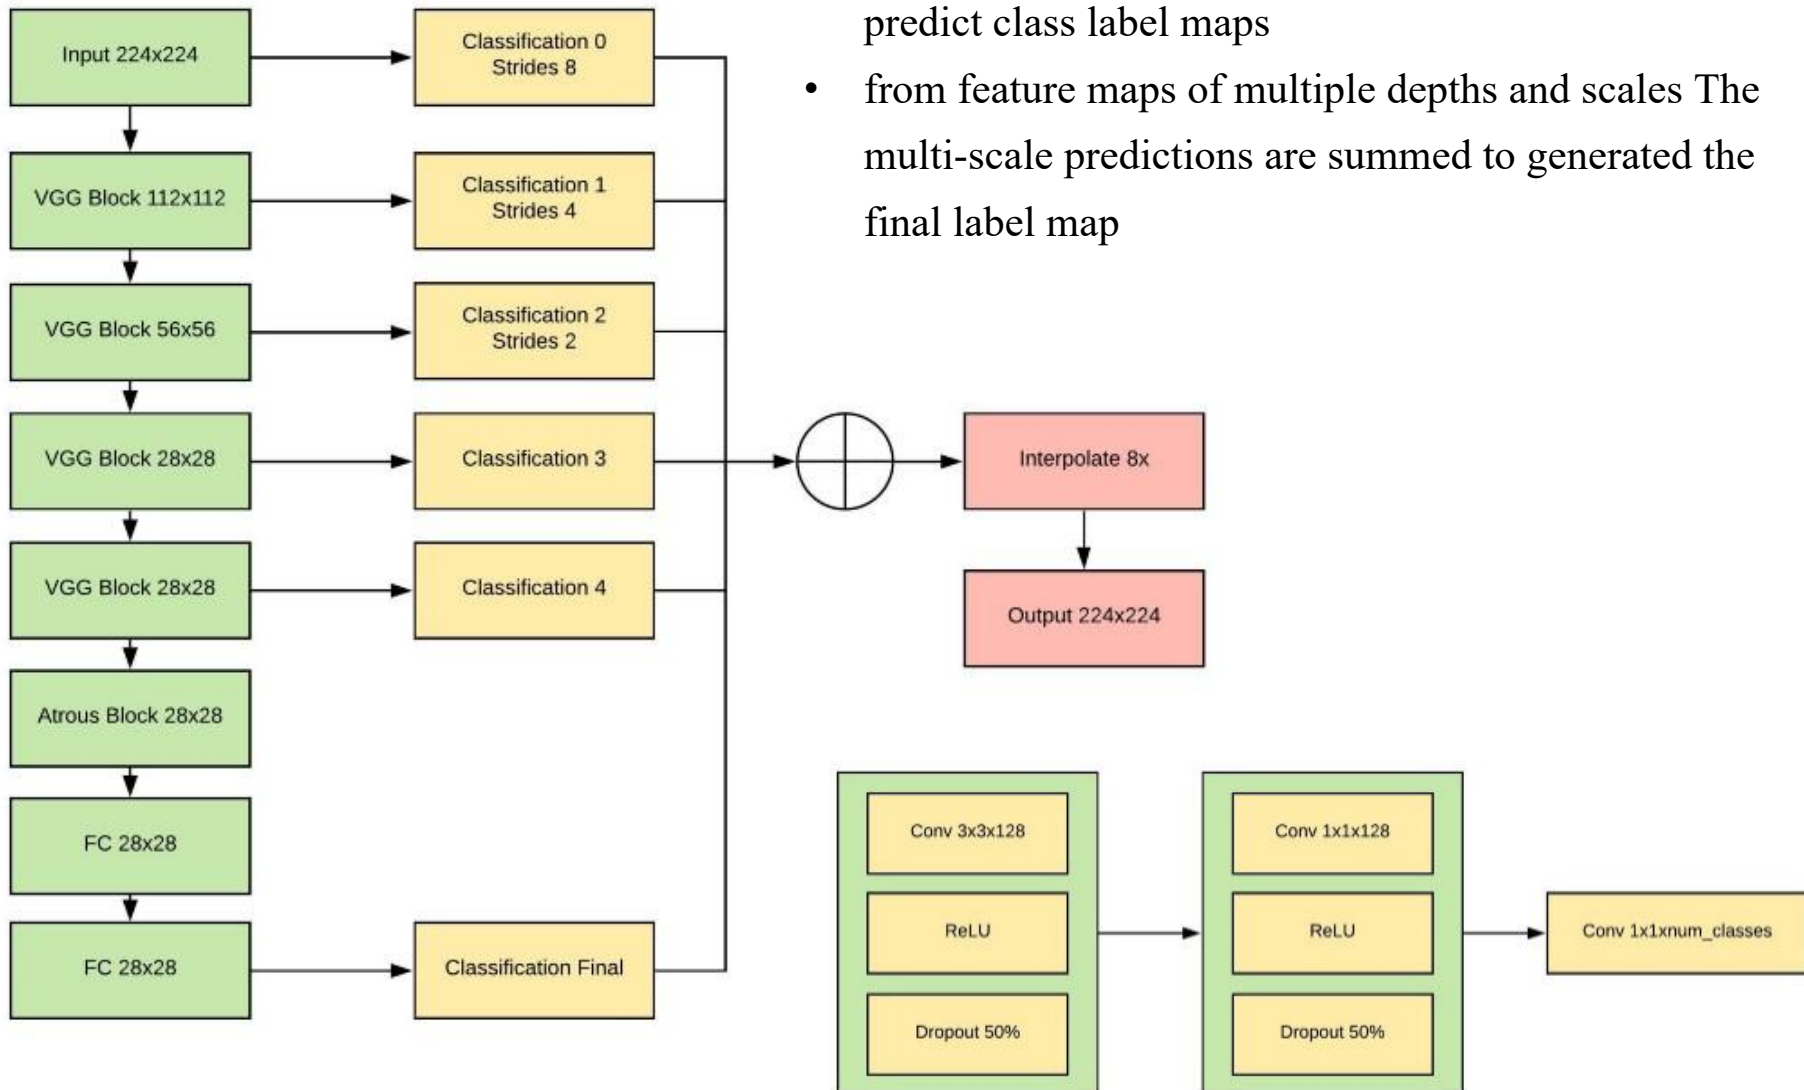 predict class label maps
• from feature maps of multiple depths and scales The
multi-scale predictions are summed to generated the
final label map
Input 224x224
Classification 0
Strides 8
VGG Block 112x112
Classification 1
Strides 4
VGG Block 56x56
Classification 2
Strides 2
VGG Block 28x28
Classification 3
Interpolate 8x
VGG Block 28x28
Classification 4
Output 224x224
Atrous Block 28x28
FC 28x28
FC 28x28
Classification Final
Conv 3x3x128
ReLU
Dropout 50%
Conv 1x1x128
ReLU
Dropout 50%
Conv 1x1xnum_classes